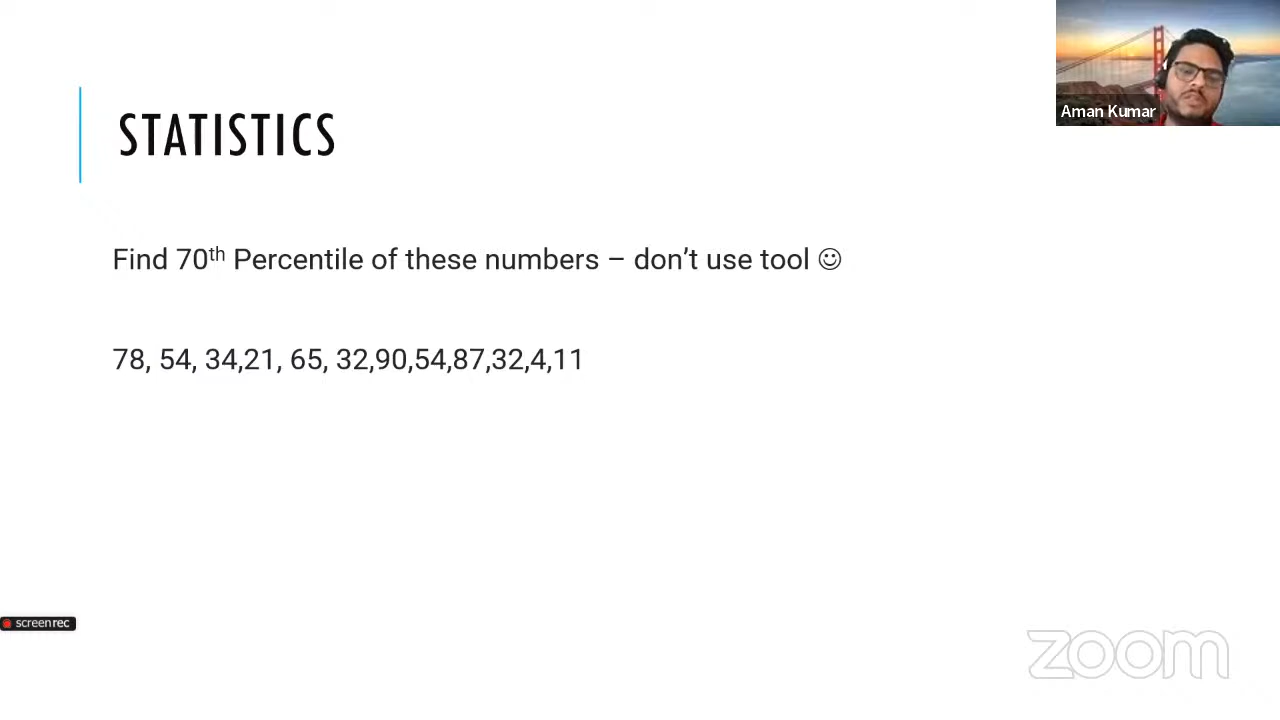 Aman Kumar
STATISTICS
Find 70th Percentile of these numbers – don't use tool ☺
78, 54, 34,21, 65, 32,90,54,87,32,4,11
screenrec
zoom